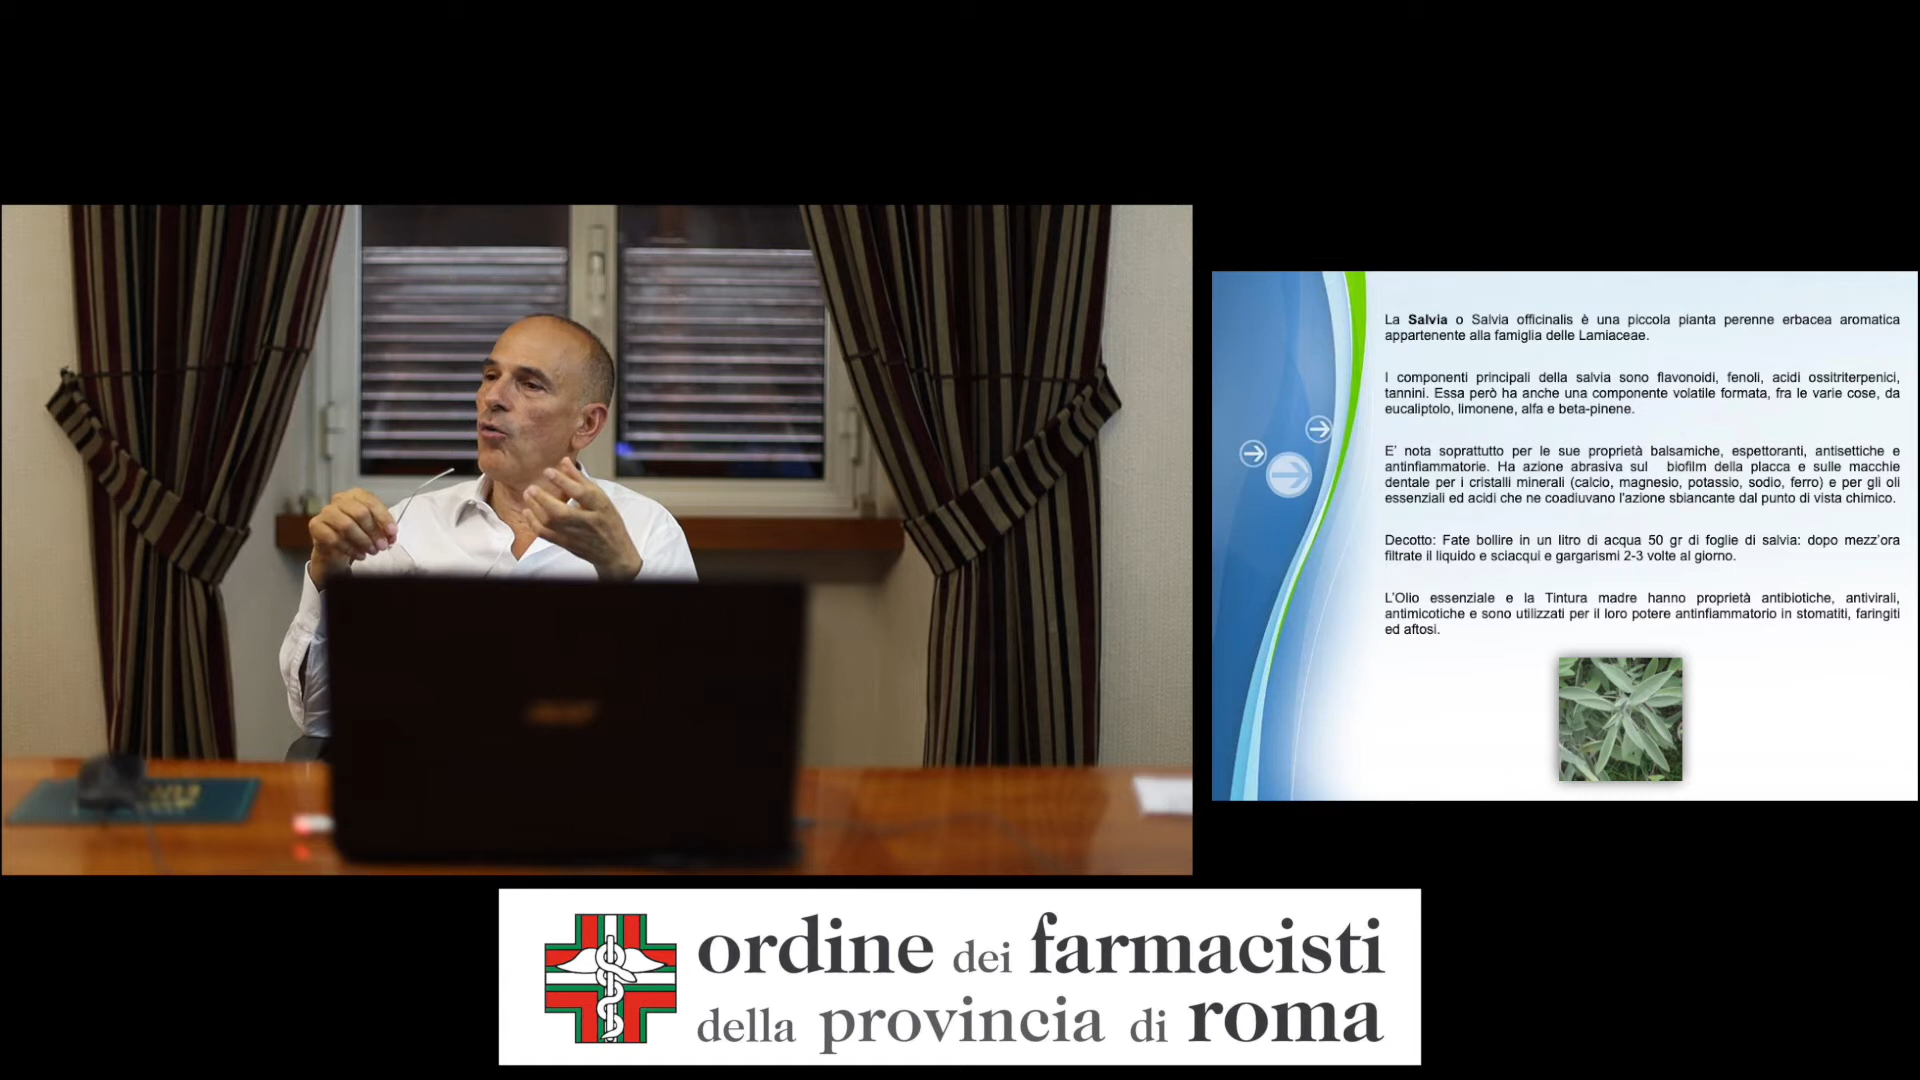 La Salvia o Salvia officinalis è una piccola pianta perenne erbacea aromatica
appartenente alla famiglia delle Lamiaceae.
I componenti principali della salvia sono flavonoidi, fenoli, acidi ossitriterpenici,
tannini. Essa però ha anche una componente volatile formata, fra le varie cose, da
eucaliptolo, limonene, alfa e beta-pinene.
E' nota soprattutto per le sue proprietà balsamiche, espettoranti, antisettiche e
antinfiammatorie. Ha azione abrasiva sul biofilm della placca e sulle macchie
dentale per i cristalli minerali (calcio, magnesio, potassio, sodio, ferro) e per gli oli
essenziali ed acidi che ne coadiuvano l'azione sbiancante dal punto di vista chimico.
Decotto: Fate bollire in un litro di acqua 50 gr di foglie di salvia: dopo mezz'ora
filtrate il liquido e sciacqui e gargarismi 2-3 volte al giorno.
L'Olio essenziale e la Tintura madre hanno proprietà antibiotiche, antivirali,
antimicotiche e sono utilizzati per il loro potere antinfiammatorio in stomatiti, faringiti
ed aftosi.
ordine dei farmacisti
della provincia di roma